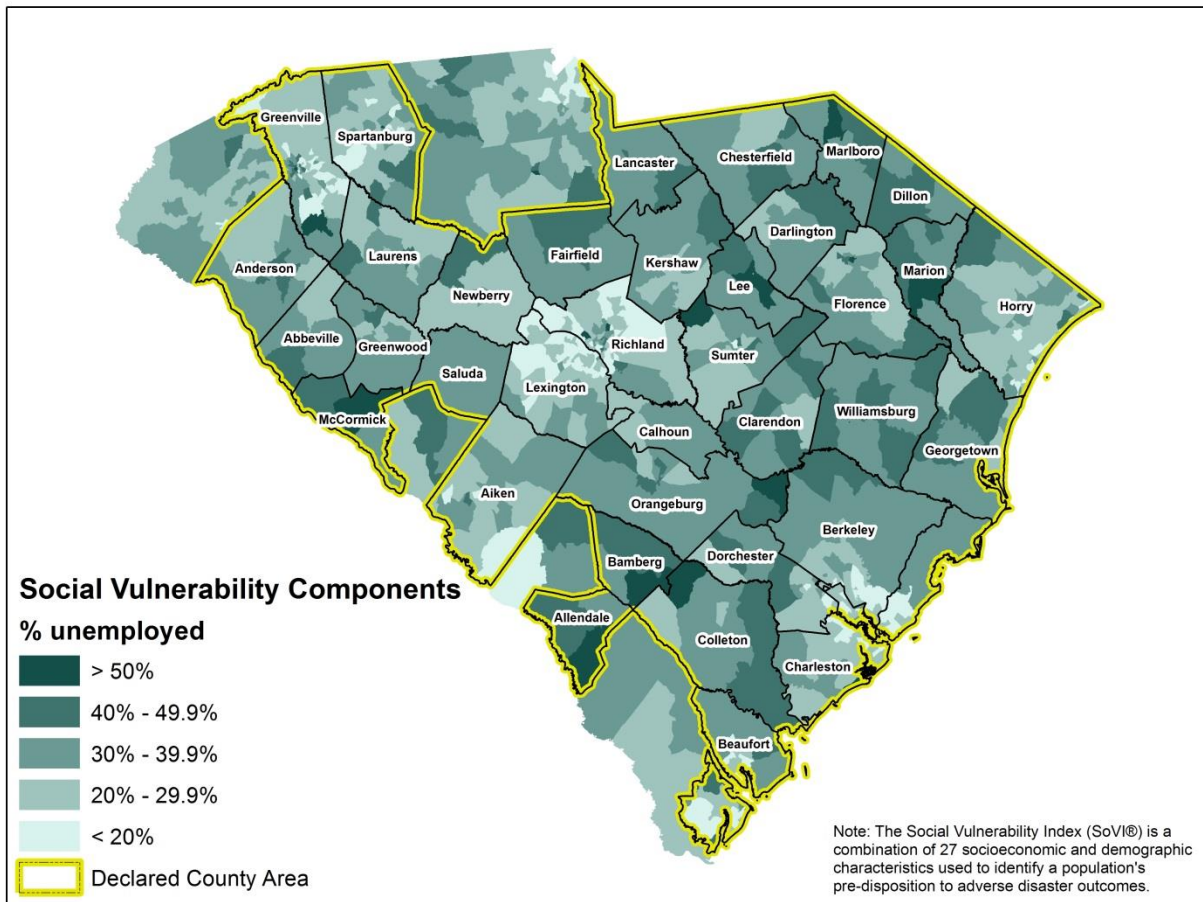 Greenville
Spartanburg
Lancaster
Chesterfield
Marlboro
Dillon
Anderson
Laurens
Fairfield
Kershaw
Darlington
Lee
Marion
Newberry
Florence
Horry
Abbeville
Greenwood
Richland
Sumter
Saluda
Lexington
McCormick
Calhoun
Clarendon
Williamsburg
Georgetown
Aiken
Orangeburg
Berkeley
Bamberg
Dorchester
Allendale
Colleton
Charleston
Beaufort
Social Vulnerability Components
% unemployed
> 50%
40% - 49.9%
30% - 39.9%
20% - 29.9%
< 20%
Declared County Area
Note: The Social Vulnerability Index (SoVI®) is a
combination of 27 socioeconomic and demographic
characteristics used to identify a population's
pre-disposition to adverse disaster outcomes.